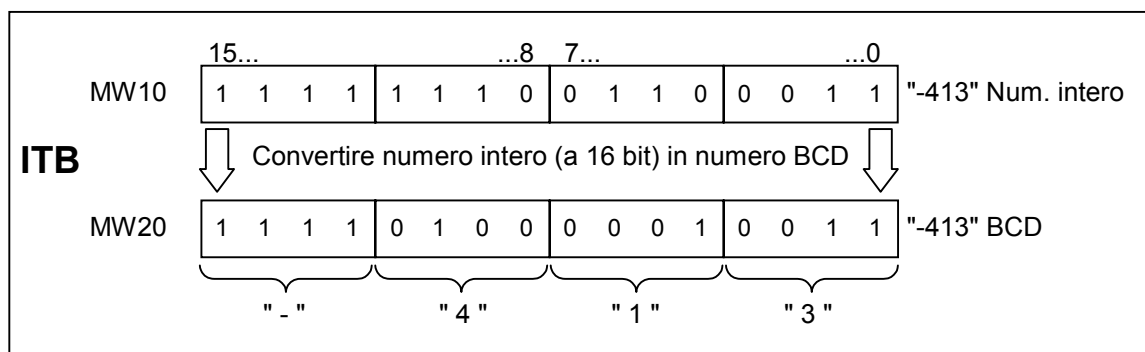 15... ...8 7... ...0
MW10 1 1 1 1 1 1 1 0 0 1 1 0 0 0 1 1 "-413" Num. intero
ITB Convertire numero intero (a 16 bit) in numero BCD
MW20 1 1 1 1 0 1 0 0 0 0 0 1 0 0 1 1 "-413" BCD
" - " " 4 " " 1 " " 3 "